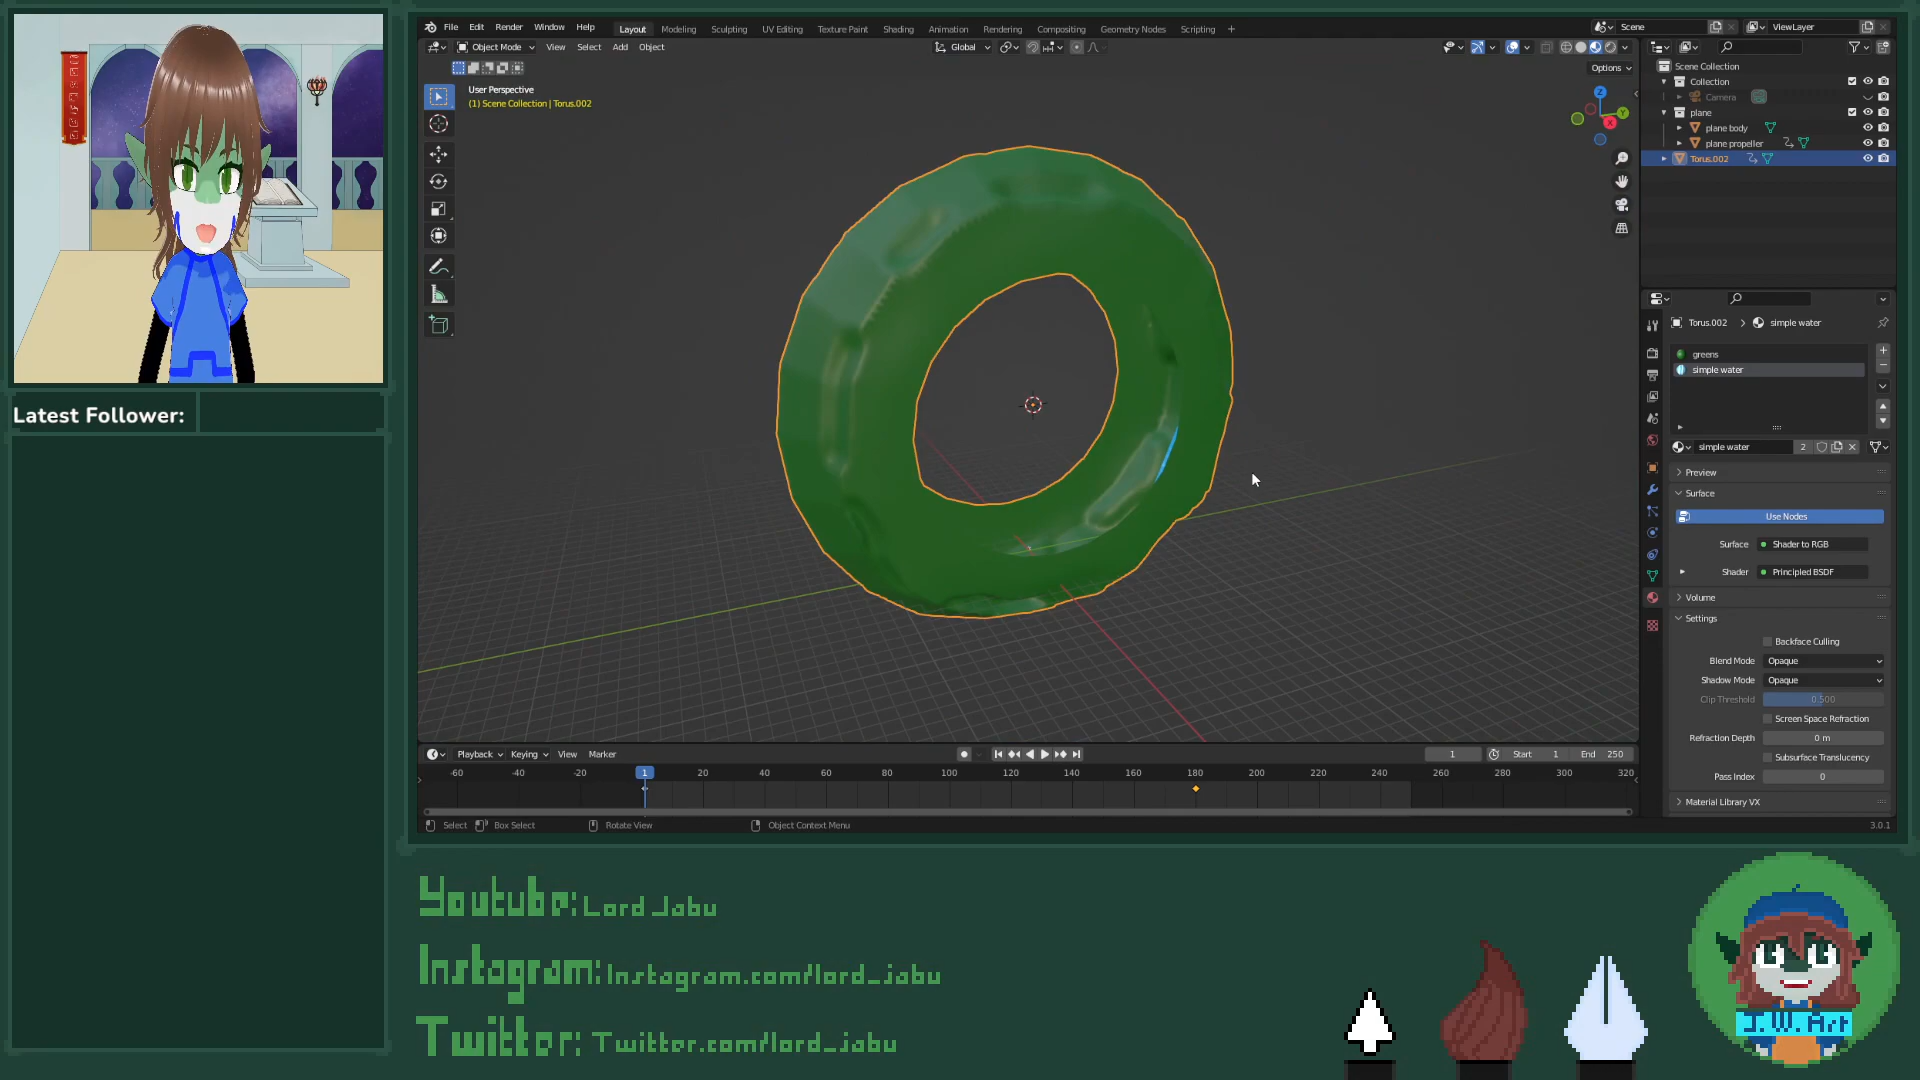 File Edit Render Window Help
Layout Modeling Sculpting UV Editing Texture Paint Shading Animation Rendering Compositing Geometry Nodes Scripting +
Scene
ViewLayer
Object Mode View Select Add Object
Global
Options
User Perspective
(1) Scene Collection | Torus.002
Z
Y
X
Scene Collection
Collection
Camera
plane
plane body
plane propeller
Torus.002
Torus.002 > simple water
greens
simple water
simple water 2
Preview
Surface
Use Nodes
Surface Shader to RGB
Shader Principled BSDF
Volume
Settings
Backface Culling
Blend Mode Opaque
Shadow Mode Opaque
Clip Threshold 0.500
Screen Space Refraction
Refraction Depth 0 m
Subsurface Translucency
Pass Index 0
Material Library VX
Playback Keying View Marker
1 Start 1 End 250
-60 -40 -20 1 20 40 60 80 100 120 140 160 180 200 220 240 260 280 300 320
Select Box Select Rotate View Object Context Menu
3.0.1
Latest Follower:
Youtube: Lord Jabu
Instagram: Instagram.com/lord_jabu
Twitter: Twitter.com/lord_jabu
J.W. Art